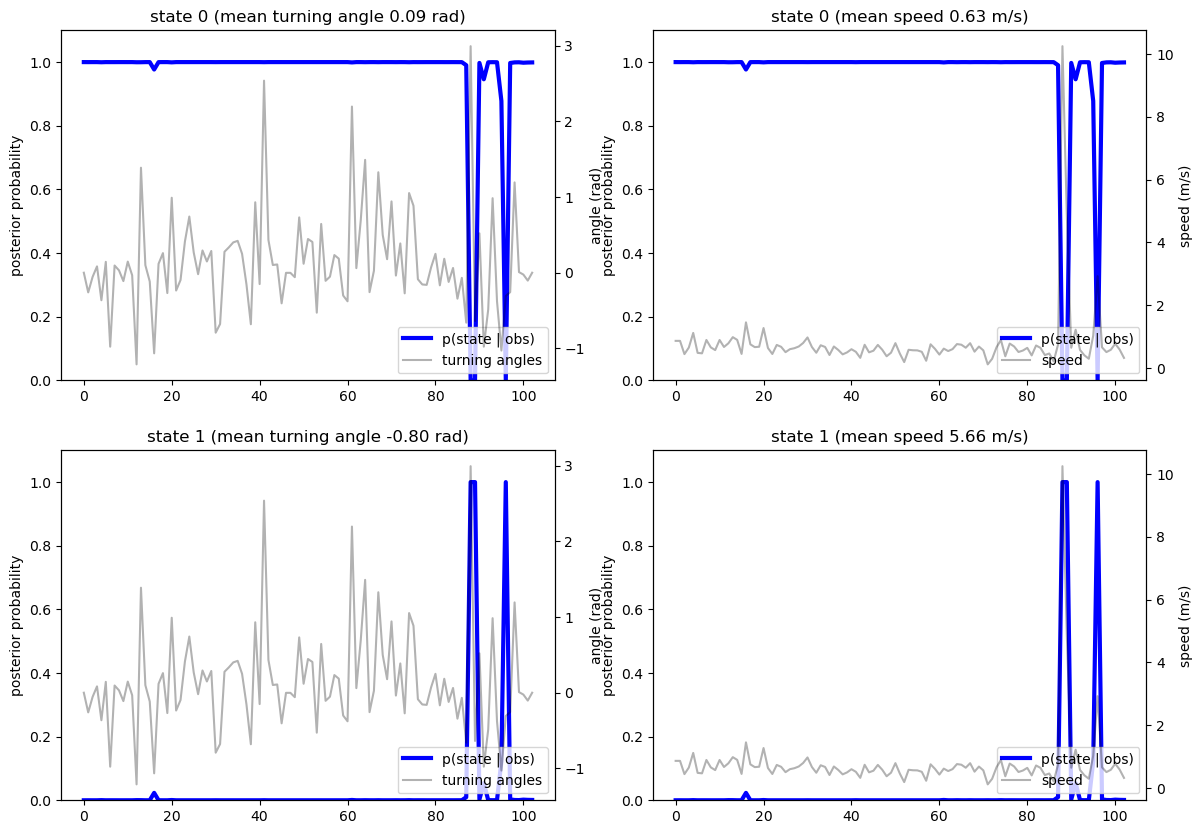 state 0 (mean turning angle 0.09 rad)
posterior probability
1.0
0.8
0.6
0.4
0.2
0.0
0 20 40 60 80 100
3
2
1
0
−1
angle (rad)
p(state | obs)
turning angles
state 0 (mean speed 0.63 m/s)
posterior probability
1.0
0.8
0.6
0.4
0.2
0.0
0 20 40 60 80 100
10
8
6
4
2
0
speed (m/s)
p(state | obs)
speed
state 1 (mean turning angle -0.80 rad)
posterior probability
1.0
0.8
0.6
0.4
0.2
0.0
0 20 40 60 80 100
3
2
1
0
−1
angle (rad)
p(state | obs)
turning angles
state 1 (mean speed 5.66 m/s)
posterior probability
1.0
0.8
0.6
0.4
0.2
0.0
0 20 40 60 80 100
10
8
6
4
2
0
speed (m/s)
p(state | obs)
speed